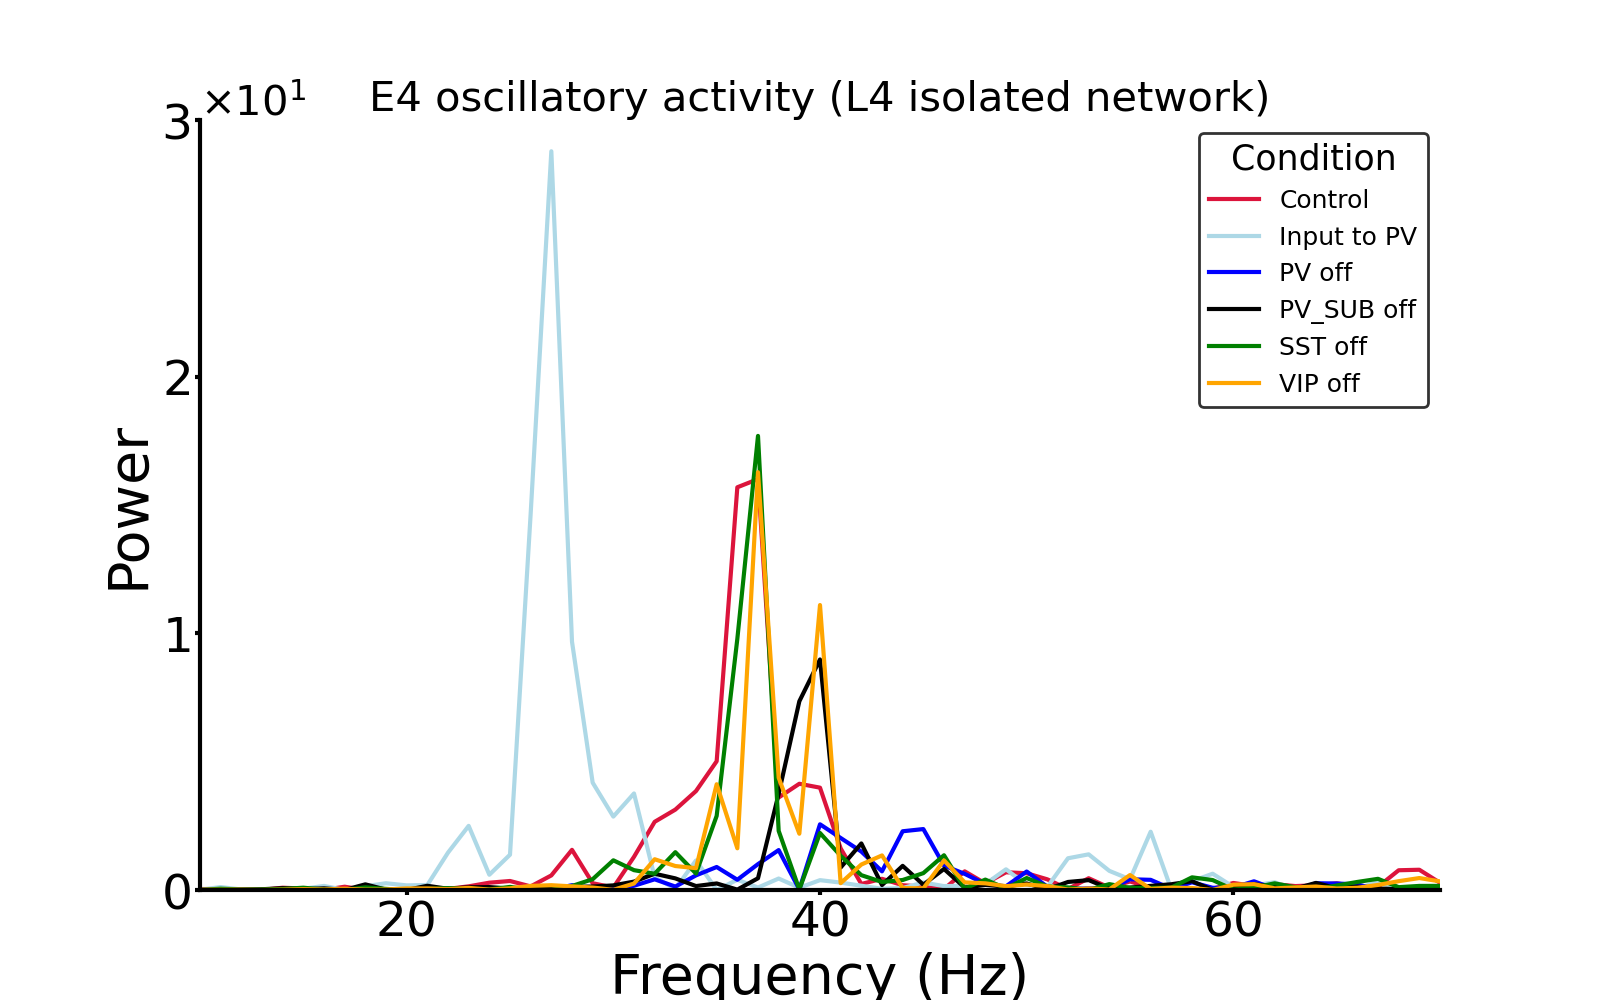 ×10¹
E4 oscillatory activity (L4 isolated network)
3
2
1
0
Power
20
40
60
Frequency (Hz)
Condition
Control
Input to PV
PV off
PV_SUB off
SST off
VIP off